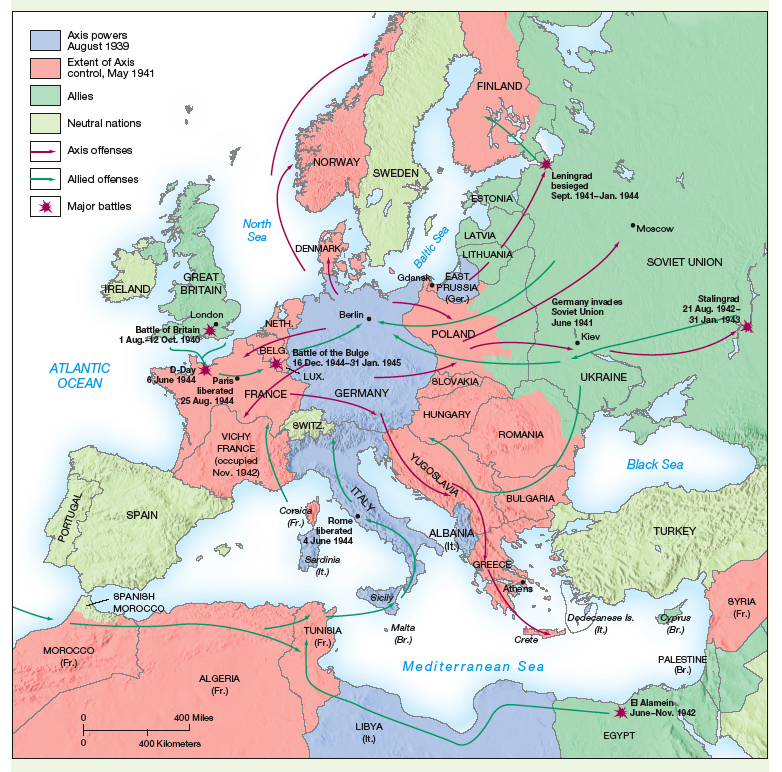 Axis powers
August 1939
Extent of Axis
control, May 1941
Allies
Neutral nations
Axis offenses
Allied offenses
Major battles
FINLAND
NORWAY
SWEDEN
Leningrad
besieged
Sept. 1941–Jan. 1944
ESTONIA
North
Sea
Baltic Sea
Moscow
LATVIA
DENMARK
LITHUANIA
SOVIET UNION
IRELAND
GREAT
BRITAIN
Gdansk
EAST
PRUSSIA
(Ger.)
London
Battle of Britain
1 Aug.–12 Oct. 1940
NETH.
Berlin
POLAND
Germany invades
Soviet Union
June 1941
Stalingrad
21 Aug. 1942–
31 Jan. 1943
Kiev
BELG.
Battle of the Bulge
16 Dec. 1944–31 Jan. 1945
LUX.
ATLANTIC
OCEAN
D-Day
6 June 1944
Paris
liberated
25 Aug. 1944
FRANCE
GERMANY
SLOVAKIA
UKRAINE
HUNGARY
SWITZ.
VICHY
FRANCE
(occupied
Nov. 1942)
ROMANIA
Black Sea
YUGOSLAVIA
ITALY
BULGARIA
PORTUGAL
SPAIN
Corsica
(Fr.)
Rome
liberated
4 June 1944
ALBANIA
(It.)
TURKEY
Sardinia
(It.)
GREECE
Athens
SPANISH
MOROCCO
Sicily
Dodecanese Is.
(It.)
Cyprus
(Br.)
SYRIA
(Fr.)
TUNISIA
(Fr.)
Malta
(Br.)
Crete
MOROCCO
(Fr.)
Mediterranean Sea
PALESTINE
(Br.)
ALGERIA
(Fr.)
El Alamein
June–Nov. 1942
0 400 Miles
0 400 Kilometers
LIBYA
(It.)
EGYPT